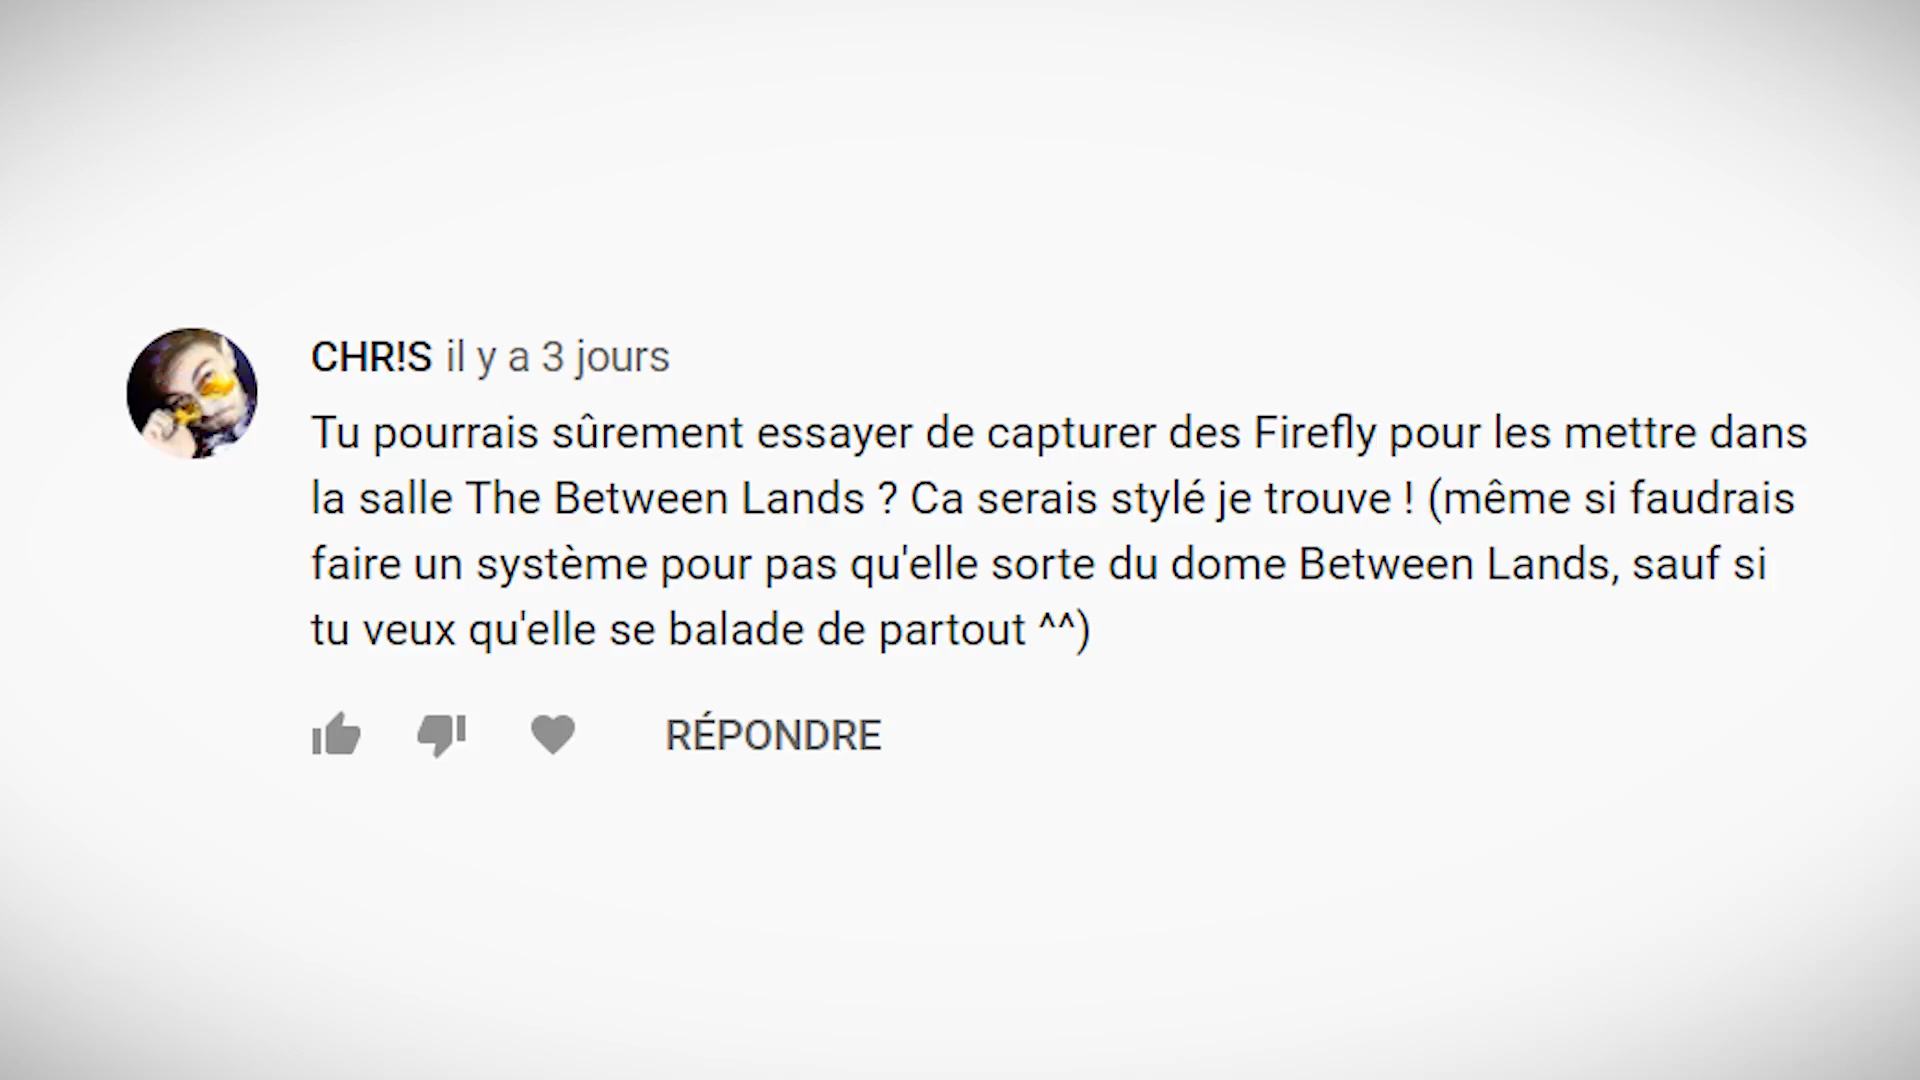 CHR!S il y a 3 jours
Tu pourrais sûrement essayer de capturer des Firefly pour les mettre dans
la salle The Between Lands ? Ca serais stylé je trouve ! (même si faudrais
faire un système pour pas qu'elle sorte du dome Between Lands, sauf si
tu veux qu'elle se balade de partout ^^)
RÉPONDRE